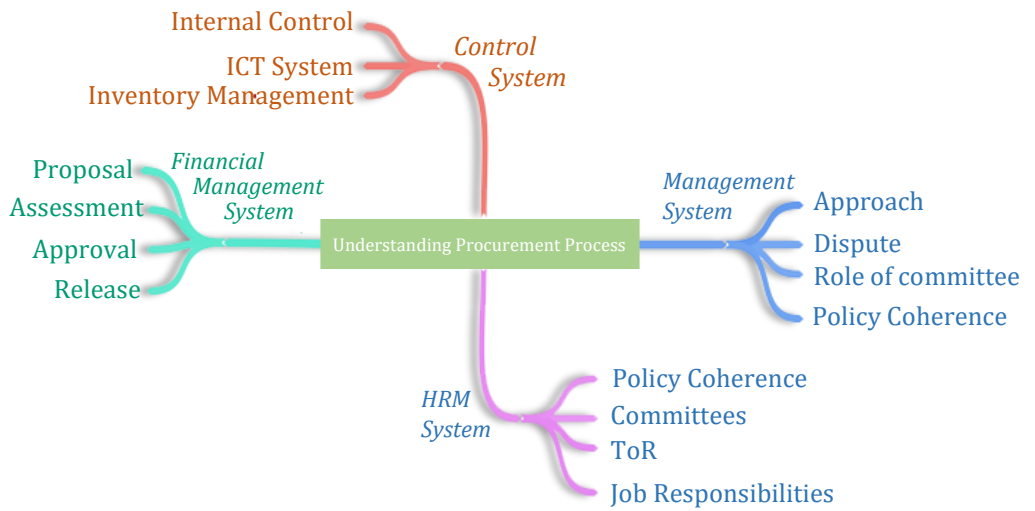 Internal Control
ICT System
Inventory Management
Control
System
Financial
Management
System
Proposal
Assessment
Approval
Release
Understanding Procurement Process
Management
System
Approach
Dispute
Role of committee
Policy Coherence
HRM
System
Policy Coherence
Committees
ToR
Job Responsibilities